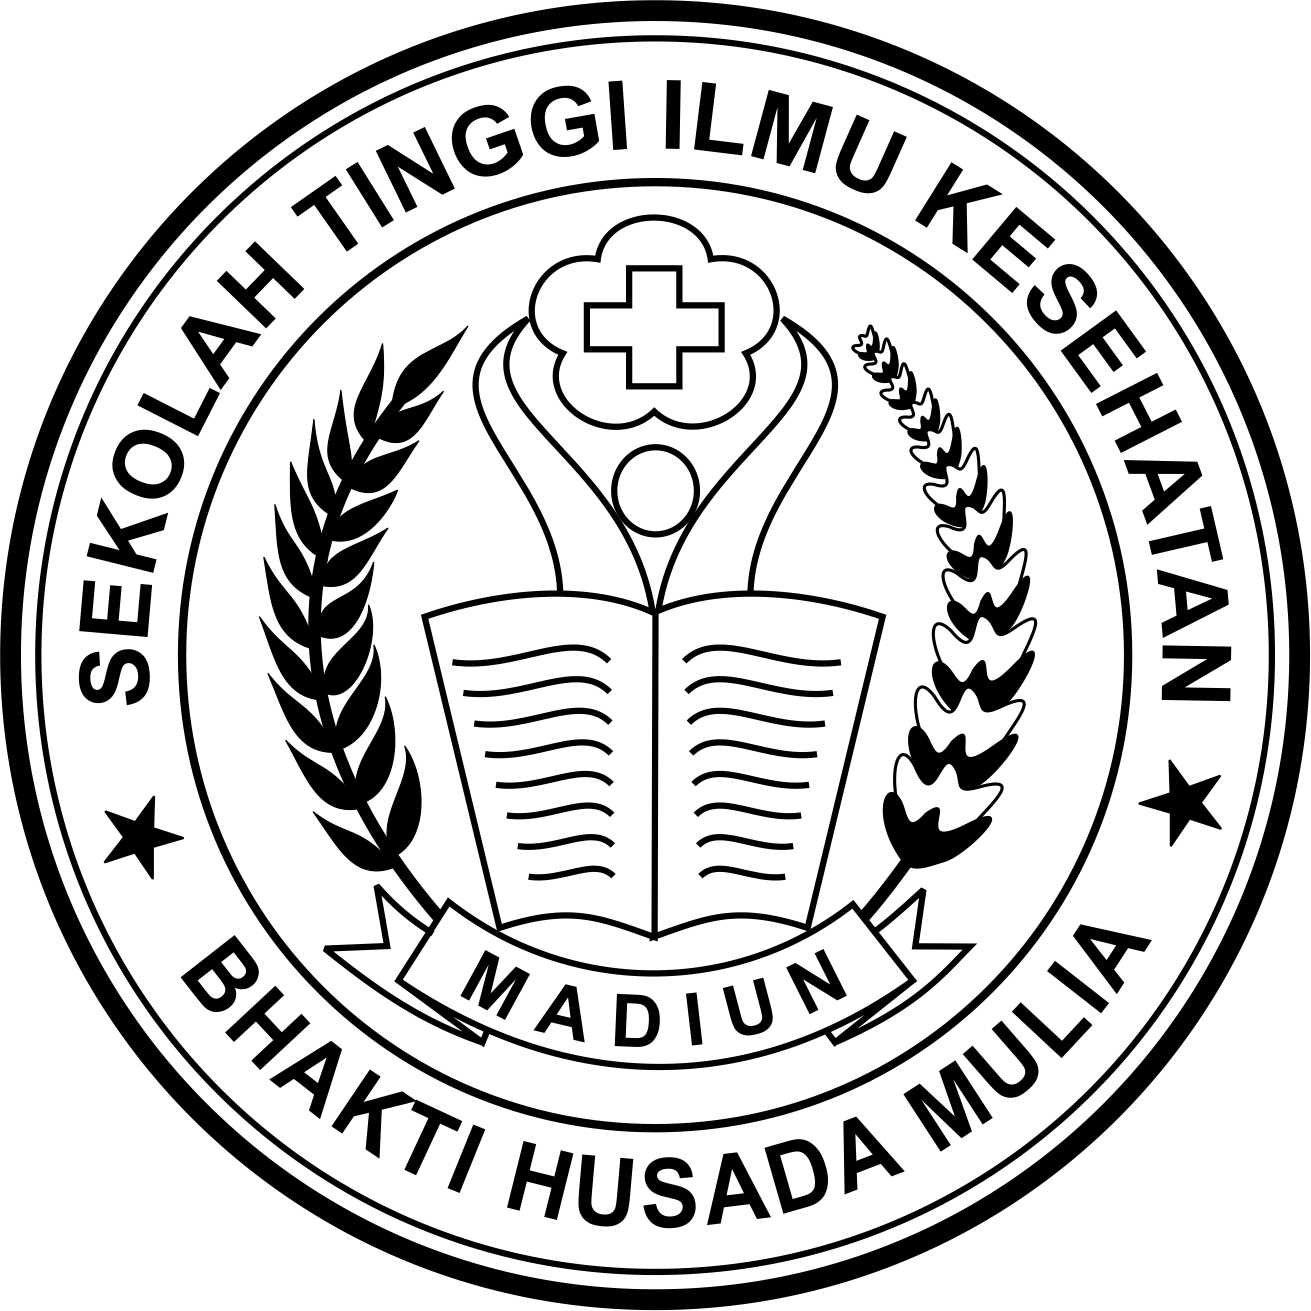 SEKOLAH TINGGI ILMU KESEHATAN
MADIUN
BHAKTI HUSADA MULIA